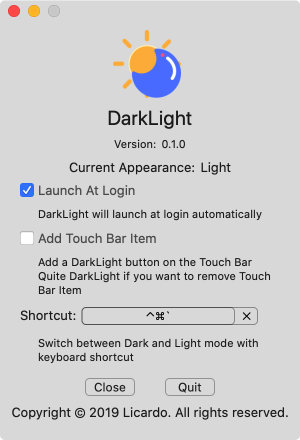 DarkLight
Version: 0.1.0
Current Appearance: Light
Launch At Login
DarkLight will launch at login automatically
Add Touch Bar Item
Add a DarkLight button on the Touch Bar
Quite DarkLight if you want to remove Touch
Bar Item
Shortcut: ^⌘` ×
Switch between Dark and Light mode with
keyboard shortcut
Close Quit
Copyright © 2019 Licardo. All rights reserved.